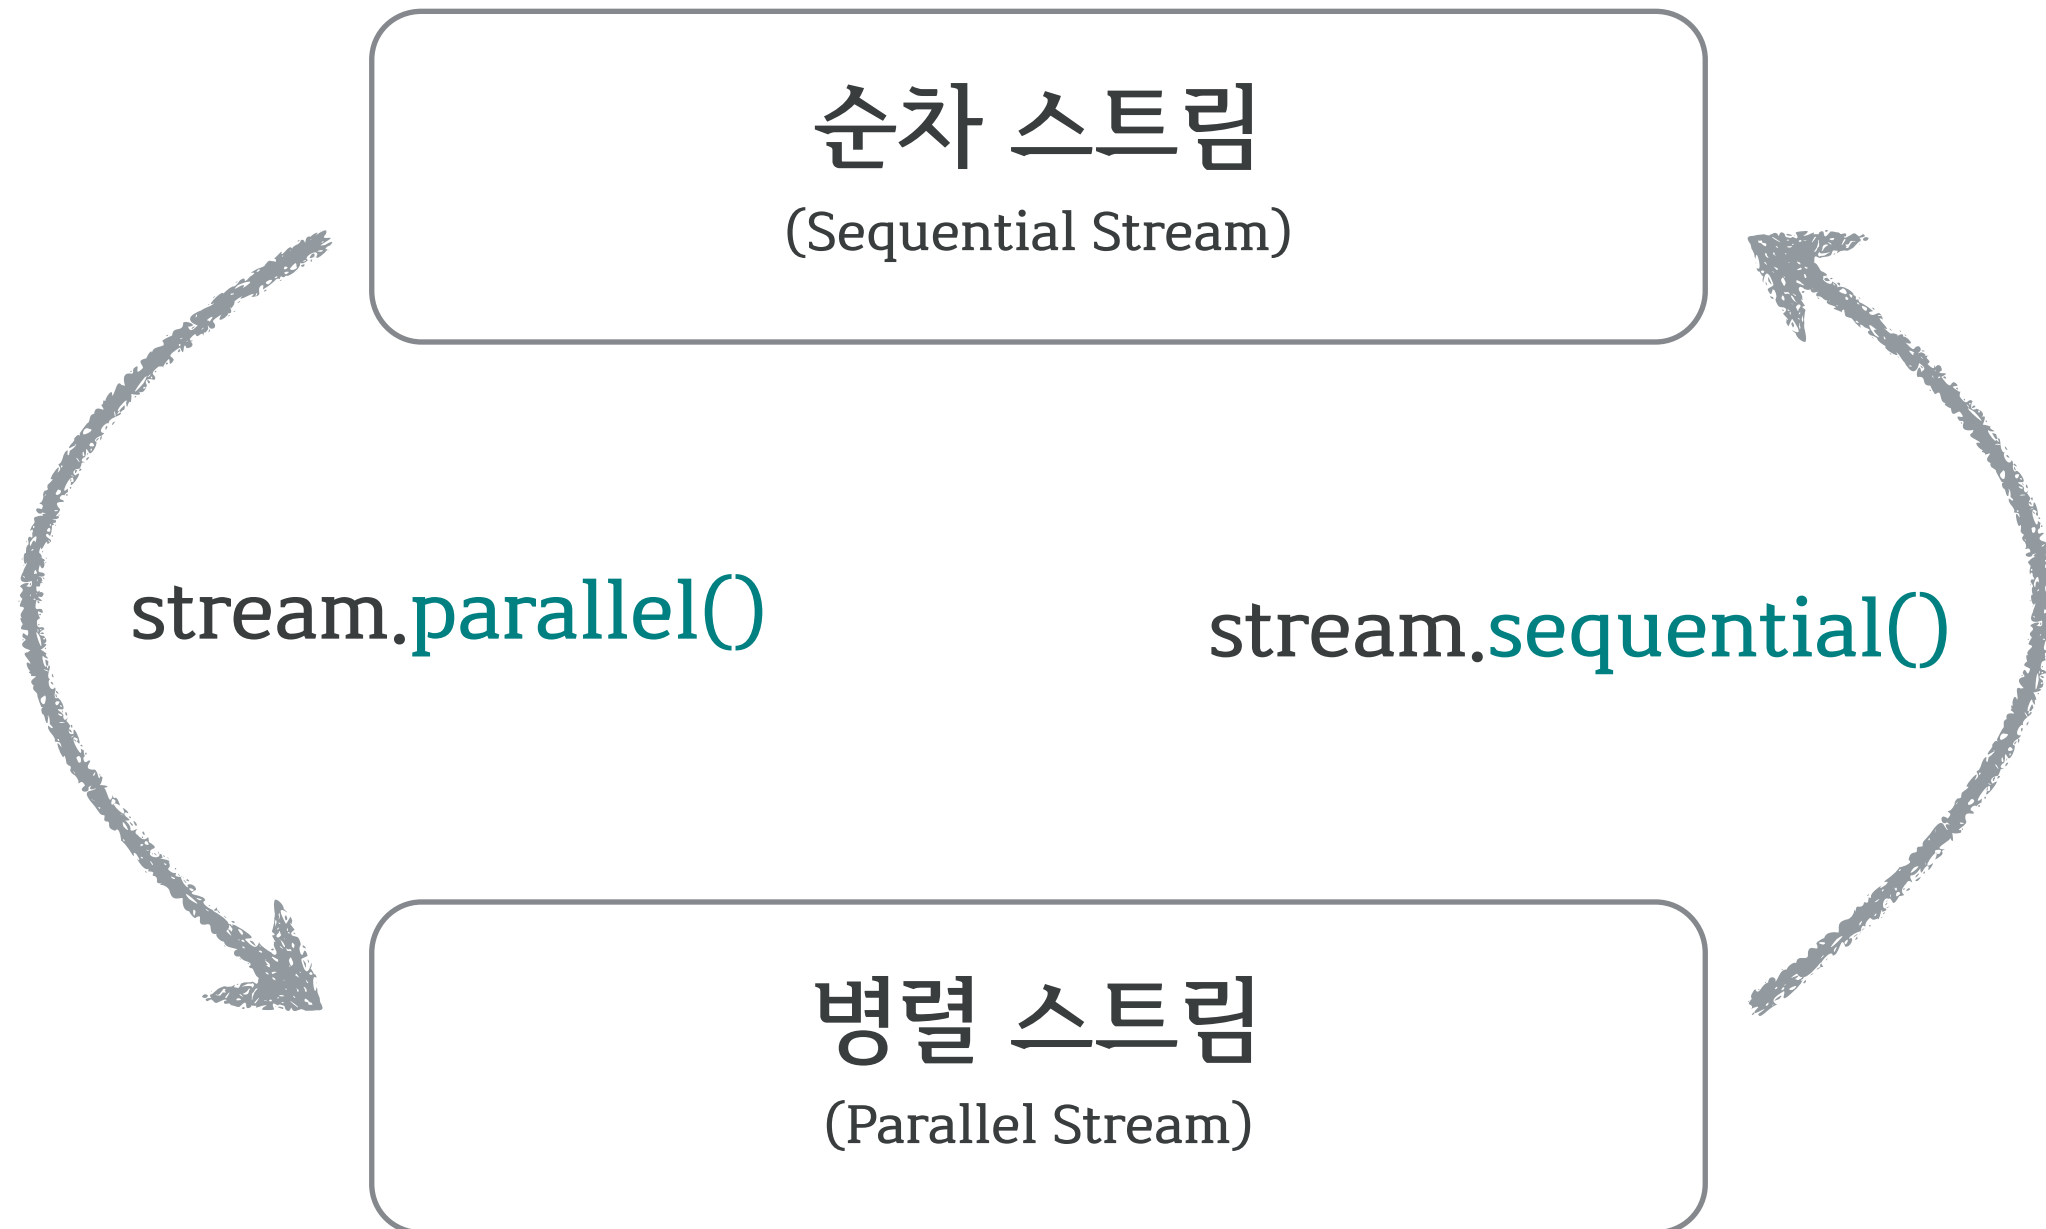 순차 스트림
(Sequential Stream)
stream.parallel()
stream.sequential()
병렬 스트림
(Parallel Stream)